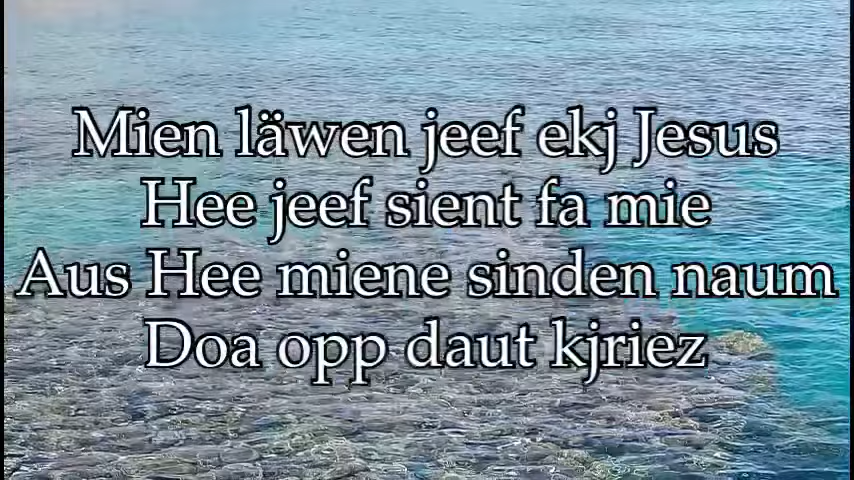 Mien läwen jeef ekj Jesus
Hee jeef sient fa mie
Aus Hee miene sinden naum
Doa opp daut kjriez